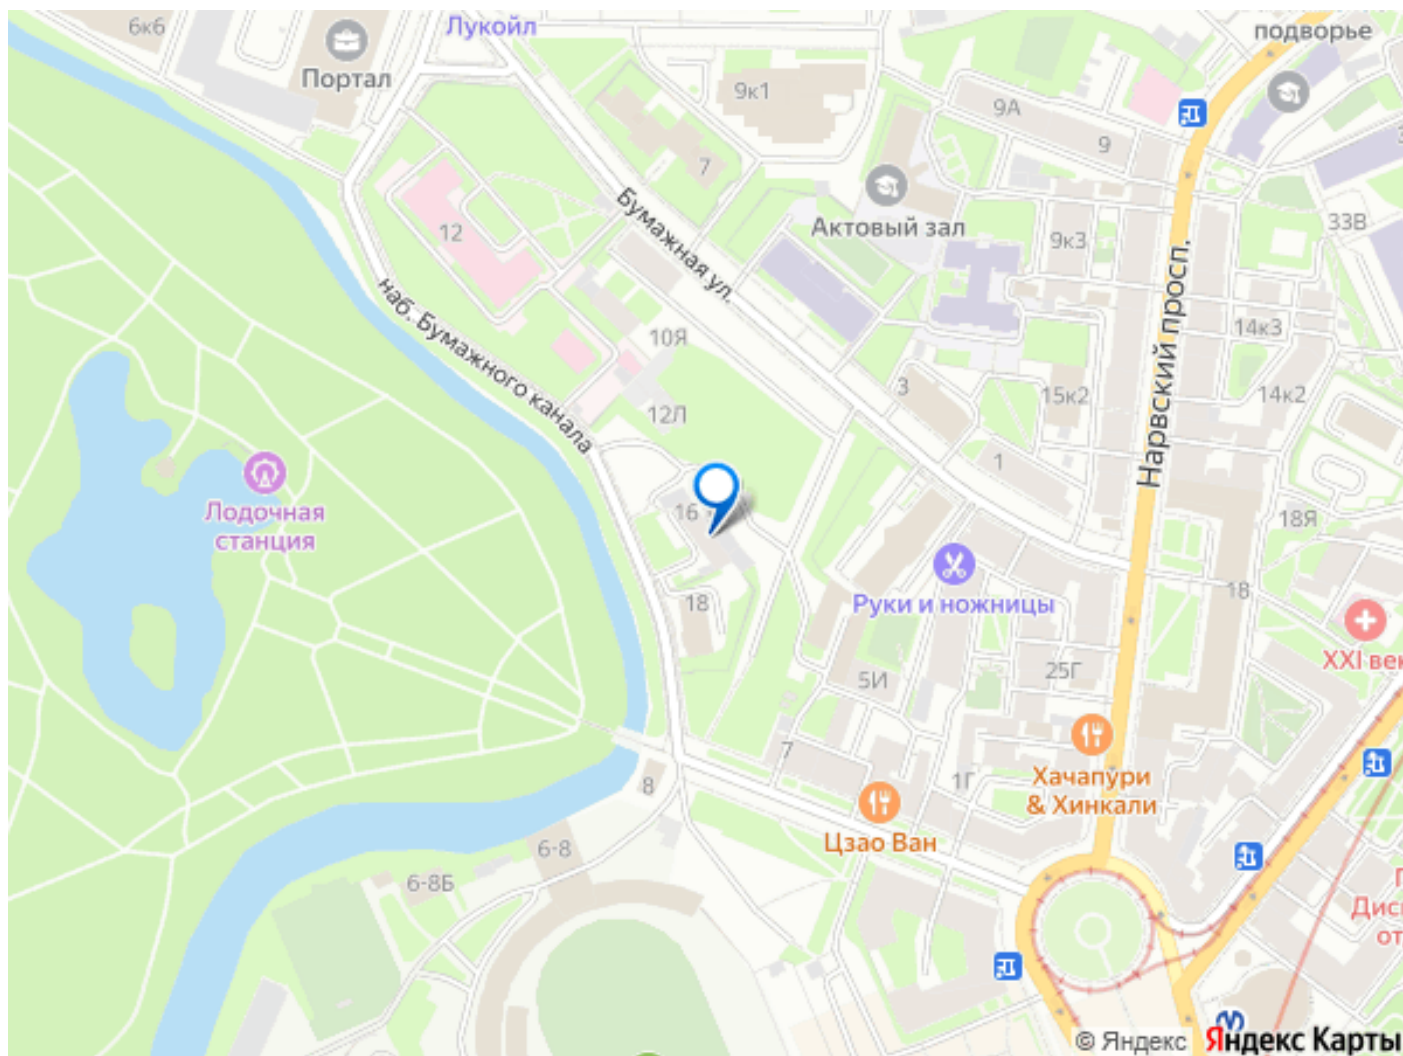 6к6
Лукойл
Портал
подворье
9к1
9А
9
7
Актовый зал
33В
9к3
12
Бумажная ул.
наб. Бумажного канала
Нарвский просп.
10Я
14к3
3
15к2
14к2
12Л
1
Лодочная
станция
16
18Я
18
Руки и ножницы
18
XXI век
5И
25Г
7
8
1Г
Хачапури
& Хинкали
Цзао Ван
6-8
6-8Б
Дис
от
© Яндекс
Яндекс Карты